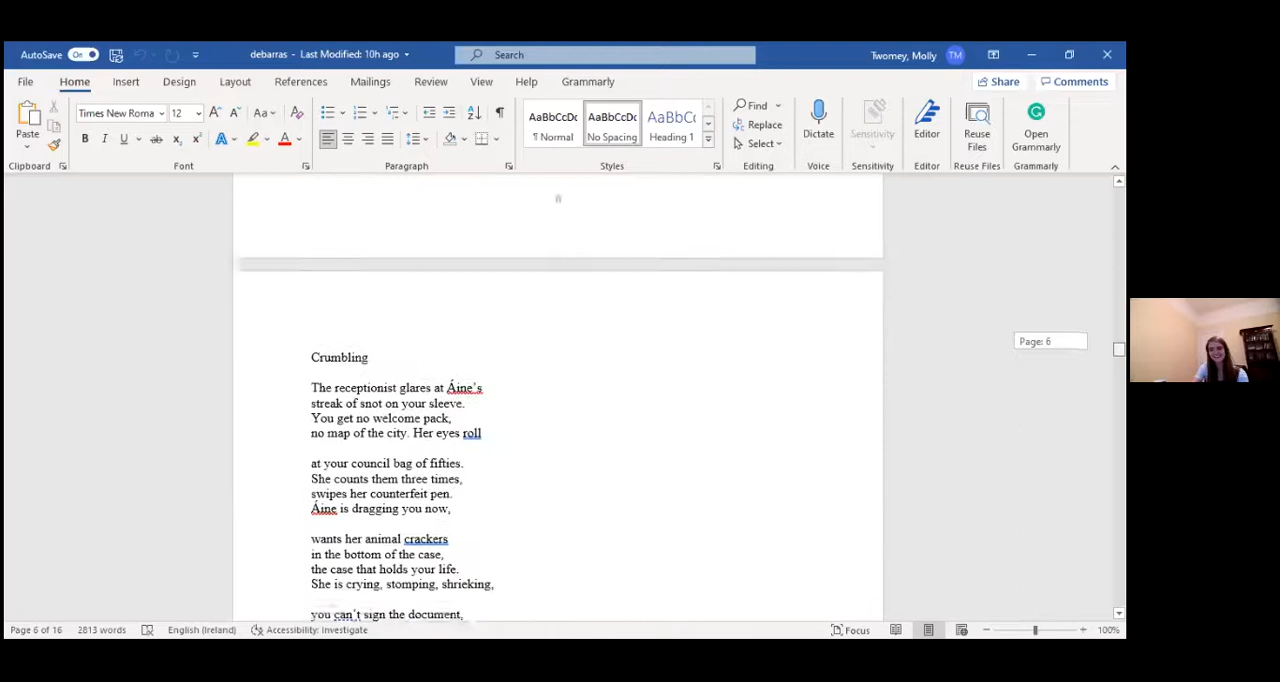 AutoSave On debarras - Last Modified: 10h ago Search Twomey, Molly TM
File Home Insert Design Layout References Mailings Review View Help Grammarly Share Comments
Paste Times New Roma 12 Aa AaBbCcDc AaBbCcDc AaBbCc Find Replace Select Dictate Sensitivity Editor Reuse Files Open Grammarly
B I U ab x₂ x² A A ¶ Normal No Spacing Heading 1
Clipboard Font Paragraph Styles Editing Voice Sensitivity Editor Reuse Files Grammarly
Page: 6
Crumbling
The receptionist glares at Áine's
streak of snot on your sleeve.
You get no welcome pack,
no map of the city. Her eyes roll
at your council bag of fifties.
She counts them three times,
swipes her counterfeit pen.
Áine is dragging you now,
wants her animal crackers
in the bottom of the case,
the case that holds your life.
She is crying, stomping, shrieking,
you can't sign the document,
Page 6 of 16 2813 words English (Ireland) Accessibility: Investigate Focus 100%